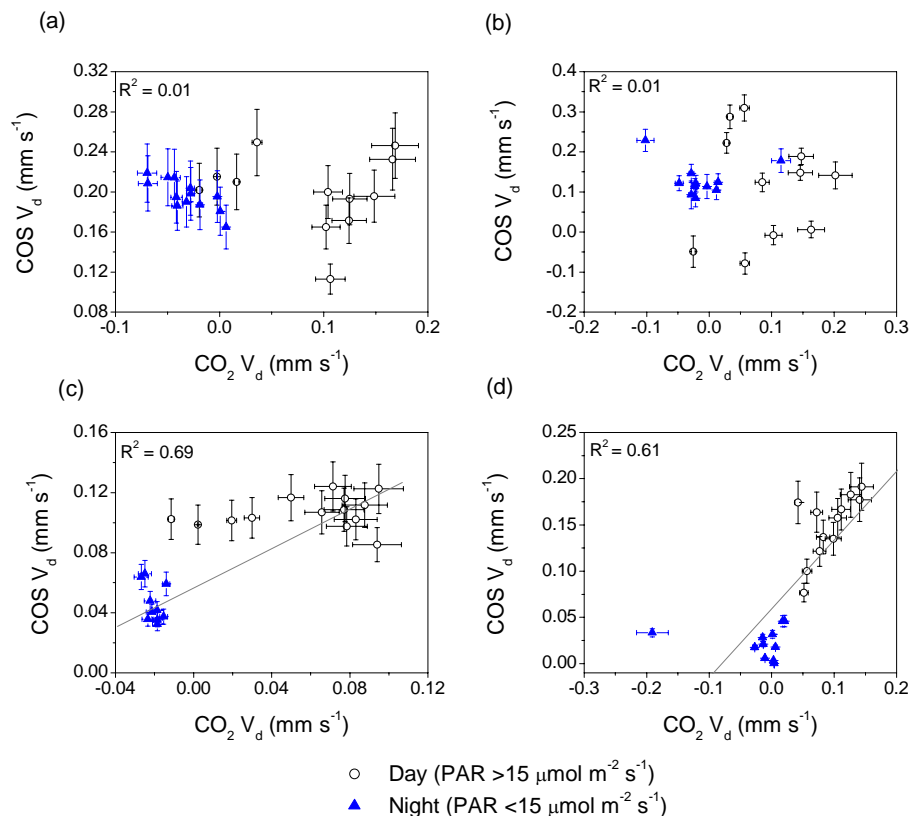 (a)
R² = 0.01
COS V_d (mm s⁻¹)
0.32
0.28
0.24
0.20
0.16
0.12
0.08
-0.1 0.0 0.1 0.2
CO₂ V_d (mm s⁻¹)
(b)
R² = 0.01
COS V_d (mm s⁻¹)
0.4
0.3
0.2
0.1
0.0
-0.1
-0.2
-0.2 -0.1 0.0 0.1 0.2 0.3
CO₂ V_d (mm s⁻¹)
(c)
R² = 0.69
COS V_d (mm s⁻¹)
0.16
0.12
0.08
0.04
0.00
-0.04 0.00 0.04 0.08 0.12
CO₂ V_d (mm s⁻¹)
(d)
R² = 0.61
COS V_d (mm s⁻¹)
0.25
0.20
0.15
0.10
0.05
0.00
-0.3 -0.2 -0.1 0.0 0.1 0.2
CO₂ V_d (mm s⁻¹)
Day (PAR >15 μmol m⁻² s⁻¹)
Night (PAR <15 μmol m⁻² s⁻¹)